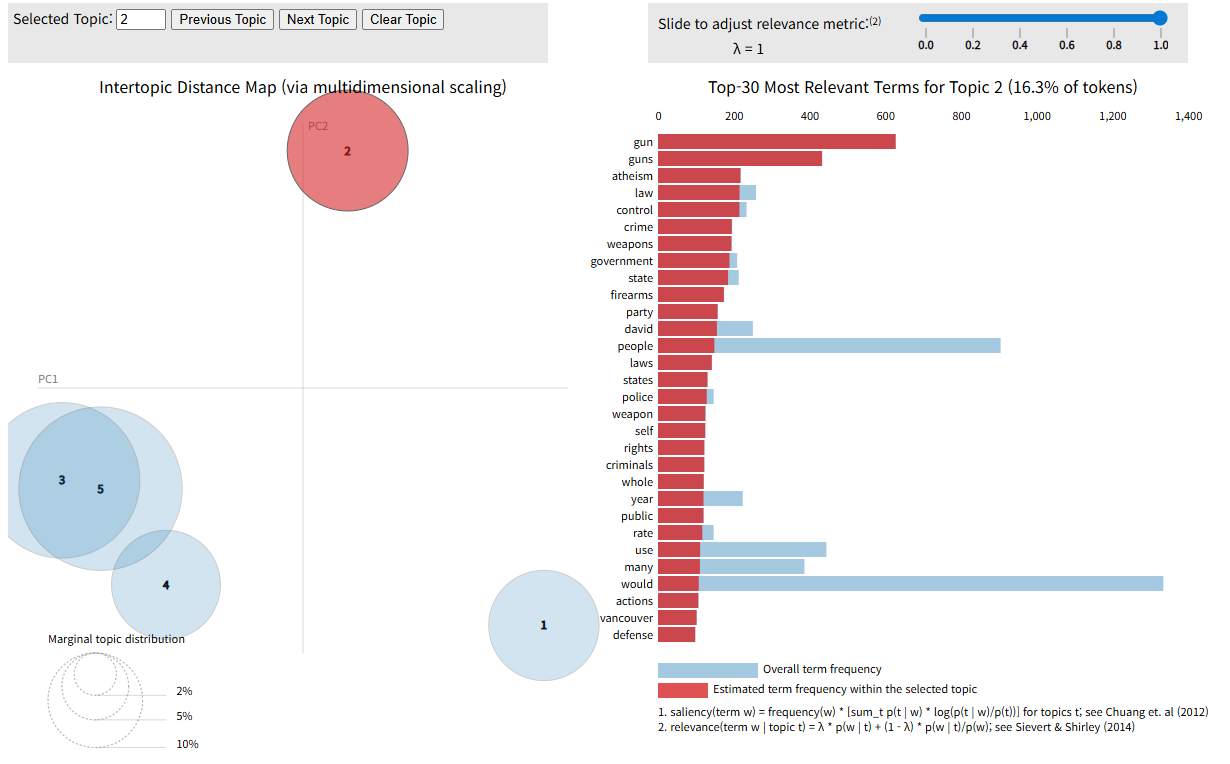 Selected Topic: 2 Previous Topic Next Topic Clear Topic
Slide to adjust relevance metric:(2)
λ = 1
0.0 0.2 0.4 0.6 0.8 1.0
Intertopic Distance Map (via multidimensional scaling)
PC2
PC1
2
3
5
4
1
Marginal topic distribution
2%
5%
10%
Top-30 Most Relevant Terms for Topic 2 (16.3% of tokens)
0 200 400 600 800 1,000 1,200 1,400
gun
guns
atheism
law
control
crime
weapons
government
state
firearms
party
david
people
laws
states
police
weapon
self
rights
criminals
whole
year
public
rate
use
many
would
actions
vancouver
defense
Overall term frequency
Estimated term frequency within the selected topic
1. saliency(term w) = frequency(w) * [sum_t p(t | w) * log(p(t | w)/p(t))] for topics t; see Chuang et. al (2012)
2. relevance(term w | topic t) = λ * p(w | t) + (1 - λ) * p(w | t)/p(w); see Sievert & Shirley (2014)